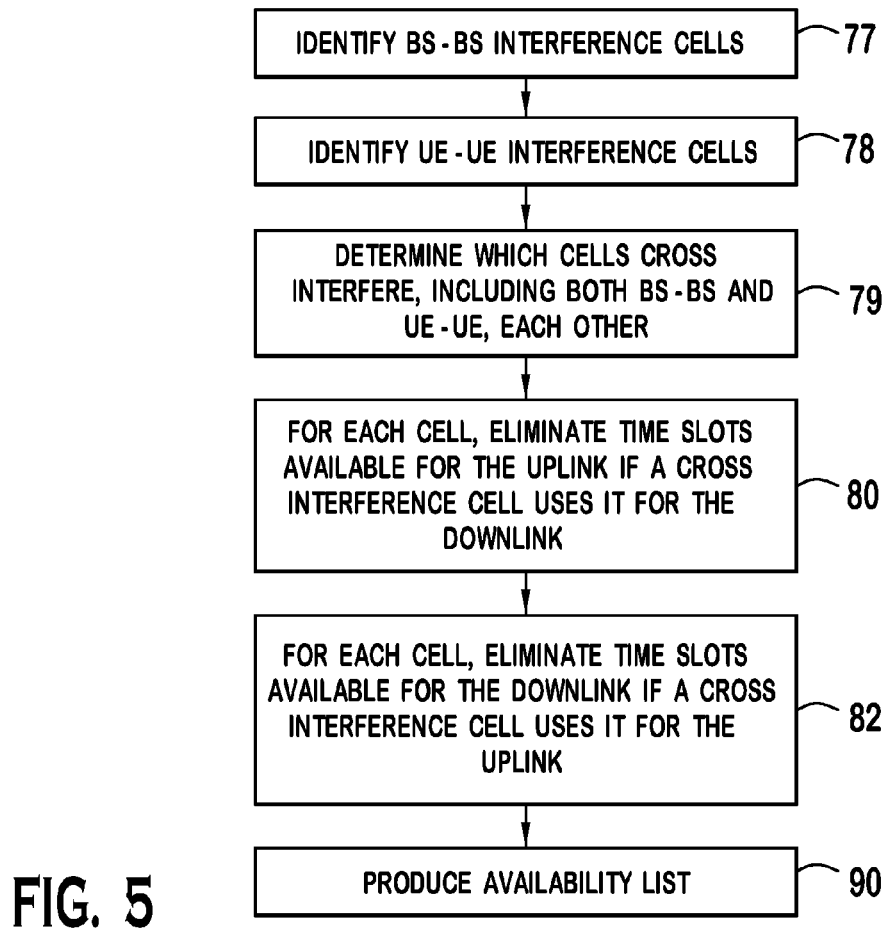 IDENTIFY BS-BS INTERFERENCE CELLS
77
IDENTIFY UE-UE INTERFERENCE CELLS
78
DETERMINE WHICH CELLS CROSS
INTERFERE, INCLUDING BOTH BS-BS AND
UE-UE, EACH OTHER
79
FOR EACH CELL, ELIMINATE TIME SLOTS
AVAILABLE FOR THE UPLINK IF A CROSS
INTERFERENCE CELL USES IT FOR THE
DOWNLINK
80
FOR EACH CELL, ELIMINATE TIME SLOTS
AVAILABLE FOR THE DOWNLINK IF A CROSS
INTERFERENCE CELL USES IT FOR THE
UPLINK
82
PRODUCE AVAILABILITY LIST
90
FIG. 5